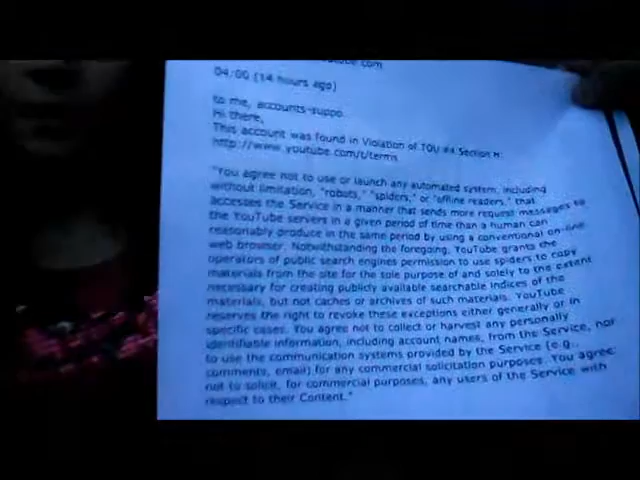 youtube.com
04:00 (14 hours ago)
to me, accounts-suppo.
Hi there,
This account was found in Violation of TOU #4 Section H:
http://www.youtube.com/t/terms
"You agree not to use or launch any automated system, including
without limitation, "robots," "spiders," or "offline readers," that
accesses the Service in a manner that sends more request messages to
the YouTube servers in a given period of time than a human can
reasonably produce in the same period by using a conventional on-line
web browser. Notwithstanding the foregoing, YouTube grants the
operators of public search engines permission to use spiders to copy
materials from the site for the sole purpose of and solely to the extent
necessary for creating publicly available searchable indices of the
materials, but not caches or archives of such materials. YouTube
reserves the right to revoke these exceptions either generally or in
specific cases. You agree not to collect or harvest any personally
identifiable information, including account names, from the Service, nor
to use the communication systems provided by the Service (e.g.,
comments, email) for any commercial solicitation purposes. You agree
not to solicit, for commercial purposes, any users of the Service with
respect to their Content."